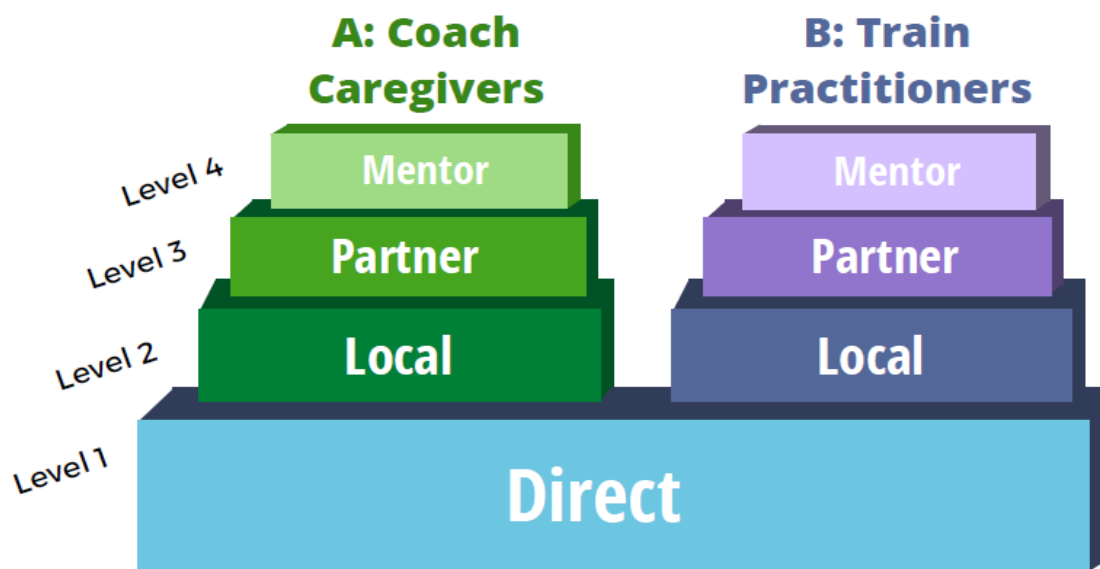 A: Coach
Caregivers
B: Train
Practitioners
Level 4
Mentor
Mentor
Level 3
Partner
Partner
Level 2
Local
Local
Level 1
Direct